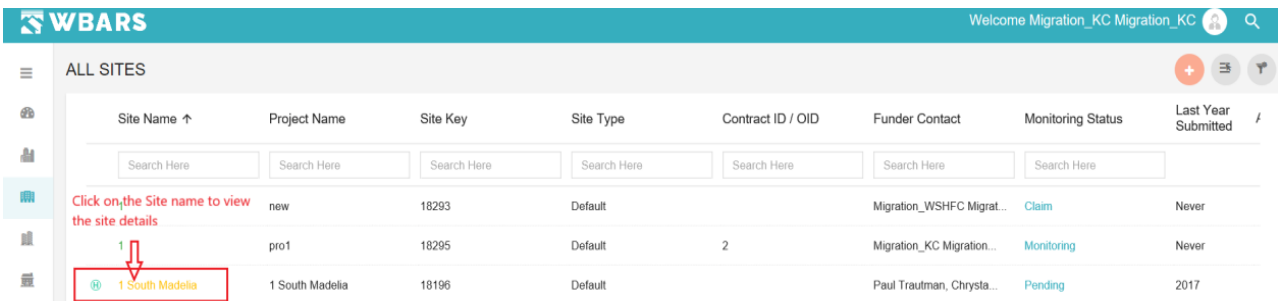 WBARS
Welcome Migration_KC Migration_KC
ALL SITES
Site Name ↑ Project Name Site Key Site Type Contract ID / OID Funder Contact Monitoring Status Last Year Submitted
Search Here Search Here Search Here Search Here Search Here Search Here Search Here
Click on the Site name to view
the site details
1 new 18293 Default Migration_WSHFC Migrat... Claim Never
1 pro1 18295 Default 2 Migration_KC Migration... Monitoring Never
H 1 South Madelia 1 South Madelia 18196 Default Paul Trautman, Chrysta... Pending 2017